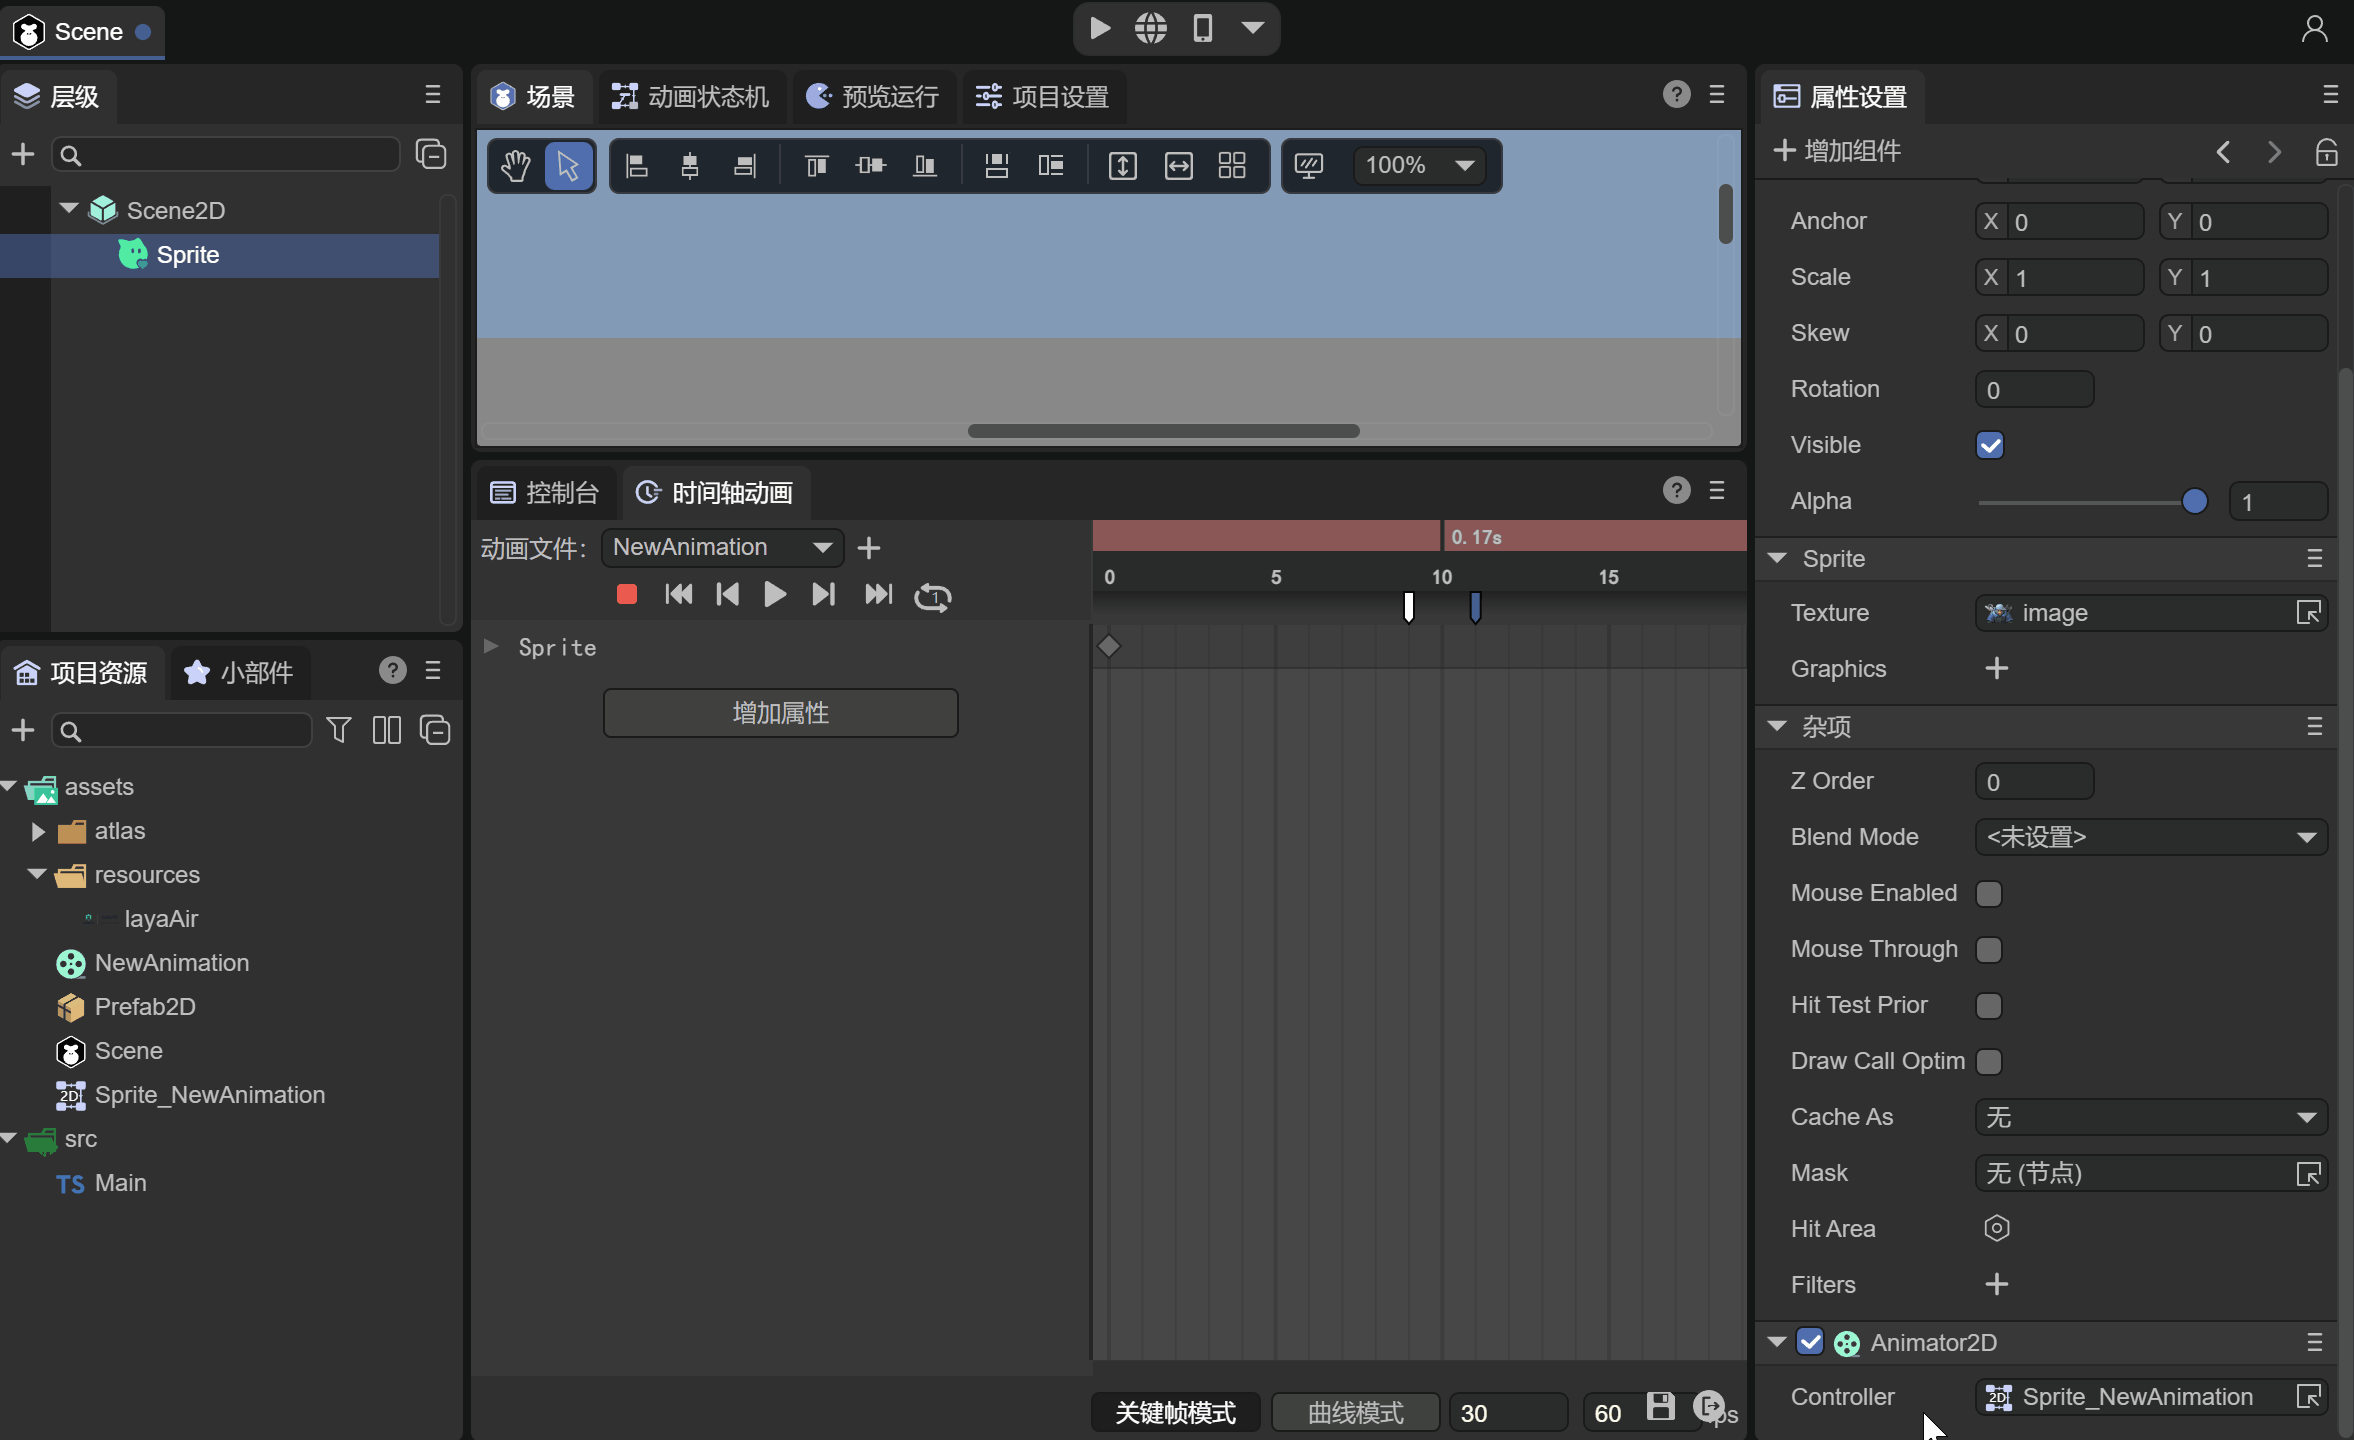 Scene
层级
Scene2D
Sprite
项目资源 小部件
assets
atlas
resources
layaAir
NewAnimation
Prefab2D
Scene
2D Sprite_NewAnimation
src
TS Main
场景 动画状态机 预览运行 项目设置
100%
控制台 时间轴动画
动画文件: NewAnimation
1
0. 17s
0 5 10 15
Sprite
增加属性
关键帧模式 曲线模式 30 60
属性设置
增加组件
Anchor X 0 Y 0
Scale X 1 Y 1
Skew X 0 Y 0
Rotation 0
Visible
Alpha 1
Sprite
Texture image
Graphics
杂项
Z Order 0
Blend Mode <未设置>
Mouse Enabled
Mouse Through
Hit Test Prior
Draw Call Optim
Cache As 无
Mask 无 (节点)
Hit Area
Filters
Animator2D
Controller 2D Sprite_NewAnimation